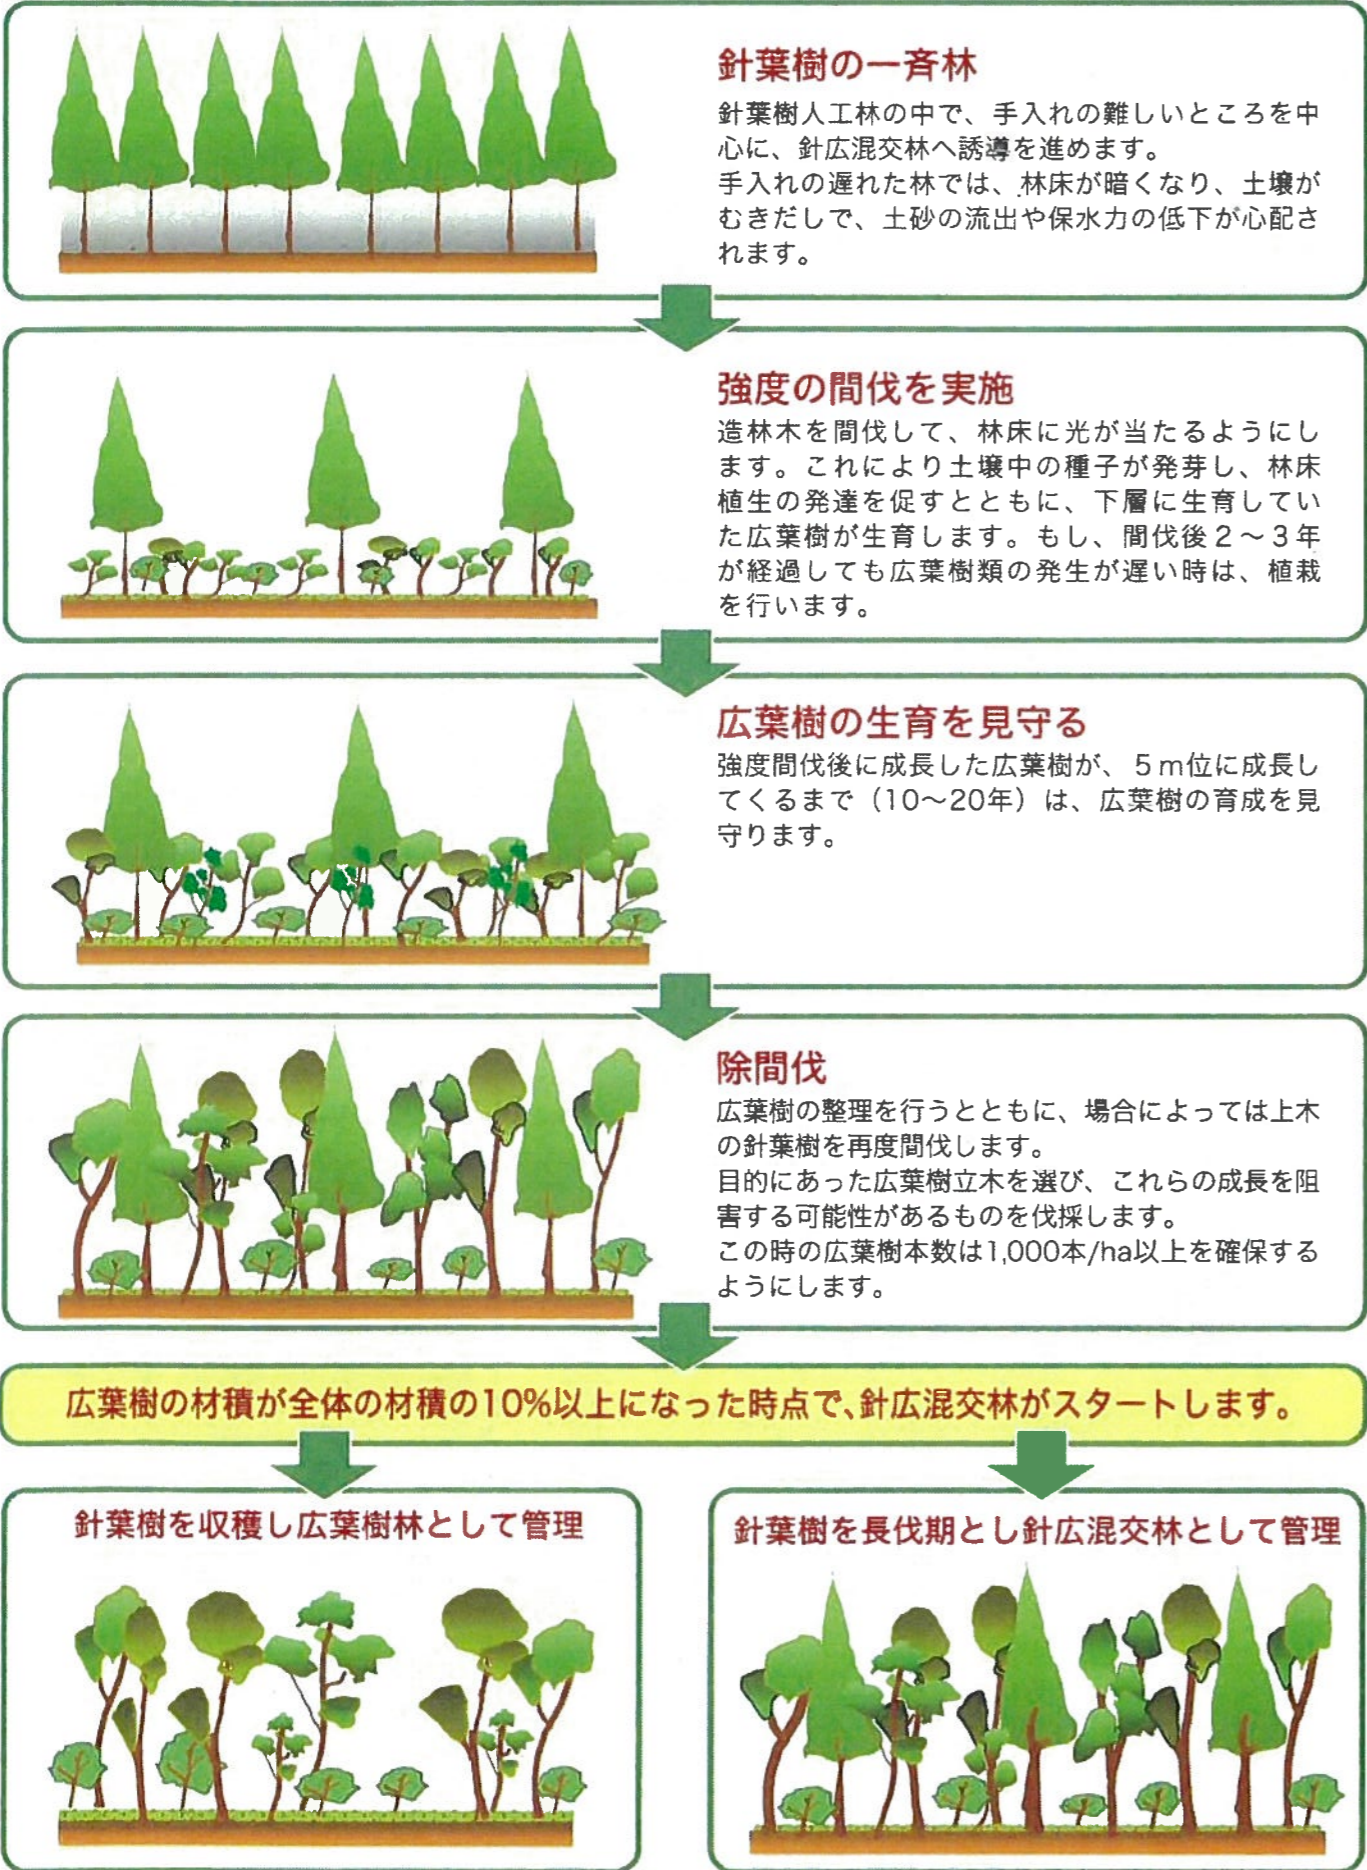 針葉樹の一斉林
針葉樹人工林の中で、手入れの難しいところを中
心に、針広混交林へ誘導を進めます。
手入れの遅れた林では、林床が暗くなり、土壌が
むきだしで、土砂の流出や保水力の低下が心配さ
れます。
強度の間伐を実施
造林木を間伐して、林床に光が当たるようにし
ます。これにより土壌中の種子が発芽し、林床
植生の発達を促すとともに、下層に生育してい
た広葉樹が生育します。もし、間伐後２～３年
が経過しても広葉樹類の発生が遅い時は、植栽
を行います。
広葉樹の生育を見守る
強度間伐後に成長した広葉樹が、５m位に成長し
てくるまで（10～20年）は、広葉樹の育成を見
守ります。
除間伐
広葉樹の整理を行うとともに、場合によっては上木
の針葉樹を再度間伐します。
目的にあった広葉樹立木を選び、これらの成長を阻
害する可能性があるものを伐採します。
この時の広葉樹本数は1,000本/ha以上を確保する
ようにします。
広葉樹の材積が全体の材積の10%以上になった時点で、針広混交林がスタートします。
針葉樹を収穫し広葉樹林として管理
針葉樹を長伐期とし針広混交林として管理